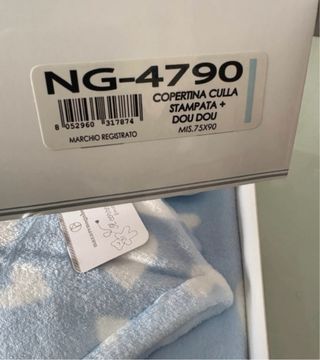 NG-4790
COPERTINA CULLA
STAMPATA +
DOU DOU
MIS.75X90
8 052960 317874
MARCHIO REGISTRATO